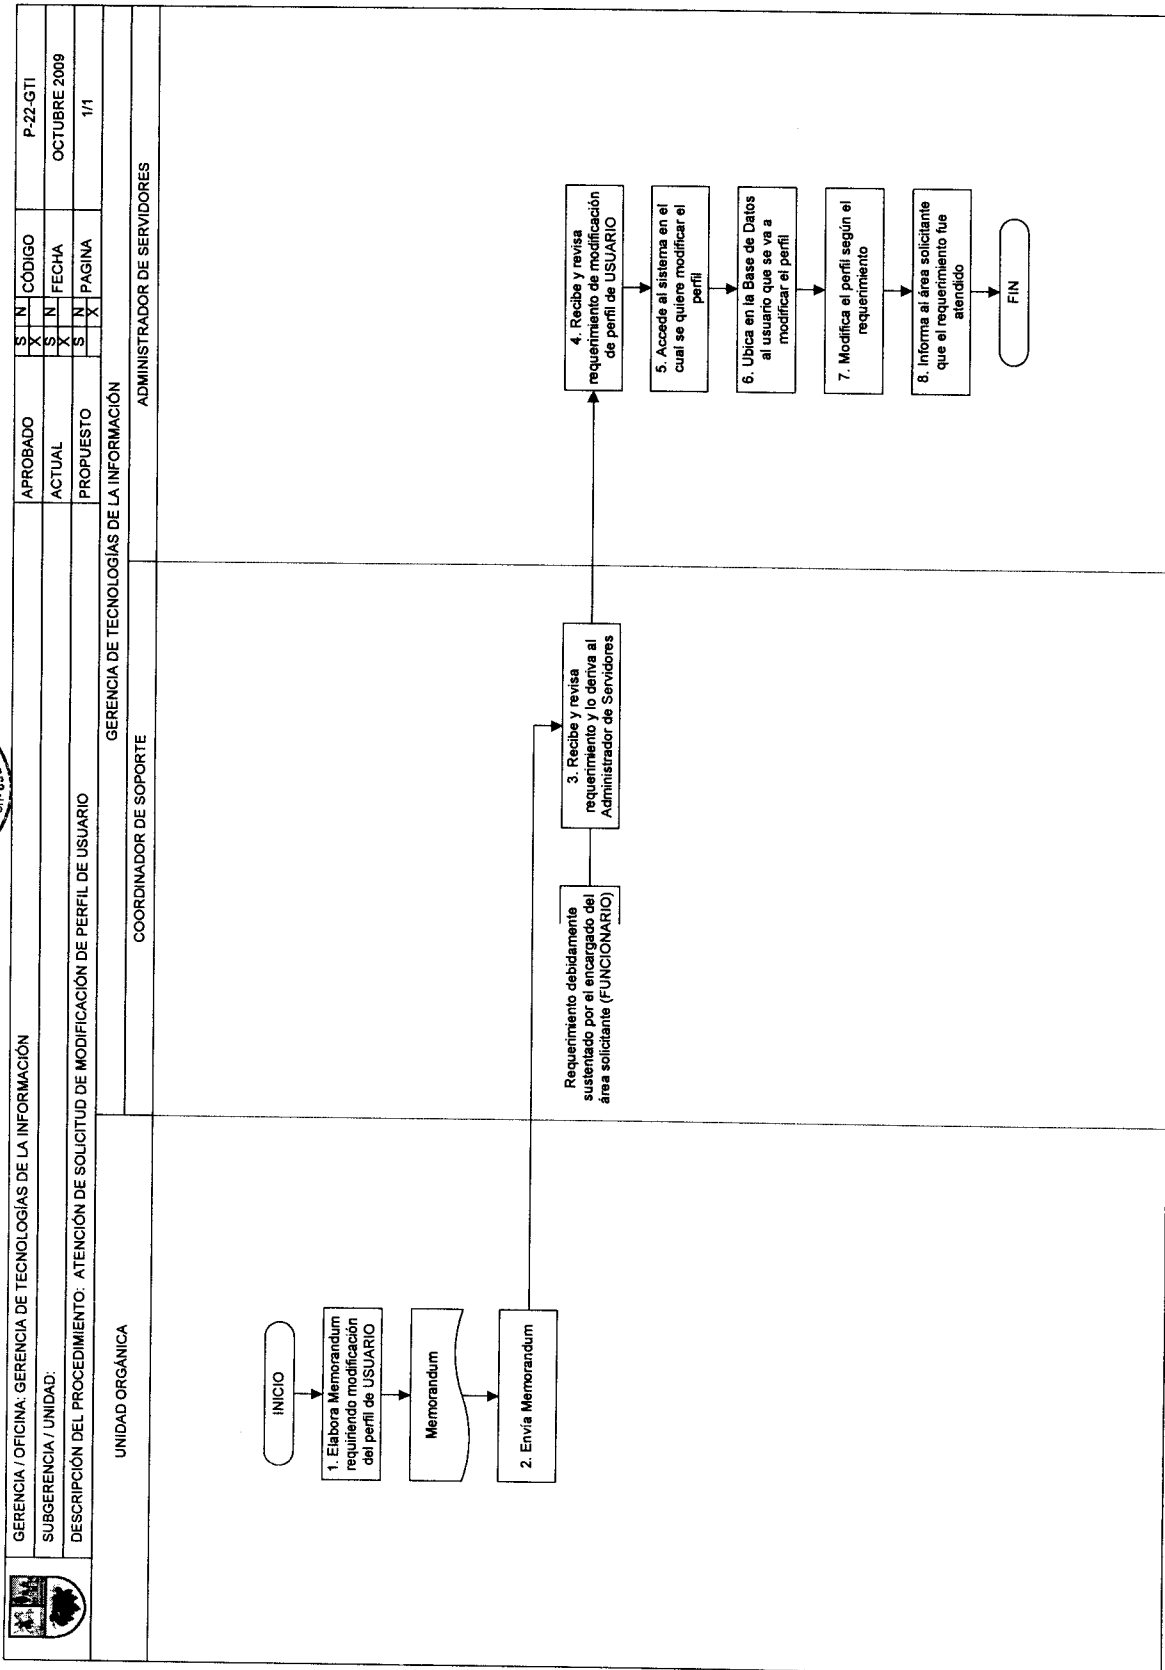 GERENCIA / OFICINA: GERENCIA DE TECNOLOGÍAS DE LA INFORMACIÓN
APROBADO S N CÓDIGO P-22-GTI
X
SUBGERENCIA / UNIDAD:
ACTUAL S N FECHA OCTUBRE 2009
X
DESCRIPCIÓN DEL PROCEDIMIENTO: ATENCIÓN DE SOLICITUD DE MODIFICACIÓN DE PERFIL DE USUARIO
PROPUESTO S N PAGINA 1/1
X
UNIDAD ORGÁNICA
GERENCIA DE TECNOLOGÍAS DE LA INFORMACIÓN
COORDINADOR DE SOPORTE
ADMINISTRADOR DE SERVIDORES
INICIO
1. Elabora Memorandum
requiriendo modificación
del perfil de USUARIO
Memorandum
2. Envía Memorandum
Requerimiento debidamente
sustentado por el encargado del
área solicitante (FUNCIONARIO)
3. Recibe y revisa
requerimiento y lo deriva al
Administrador de Servidores
4. Recibe y revisa
requerimiento de modificación
de perfil de USUARIO
5. Accede al sistema en el
cual se quiere modificar el
perfil
6. Ubica en la Base de Datos
al usuario que se va a
modificar el perfil
7. Modifica el perfil según el
requerimiento
8. Informa al área solicitante
que el requerimiento fue
atendido
FIN